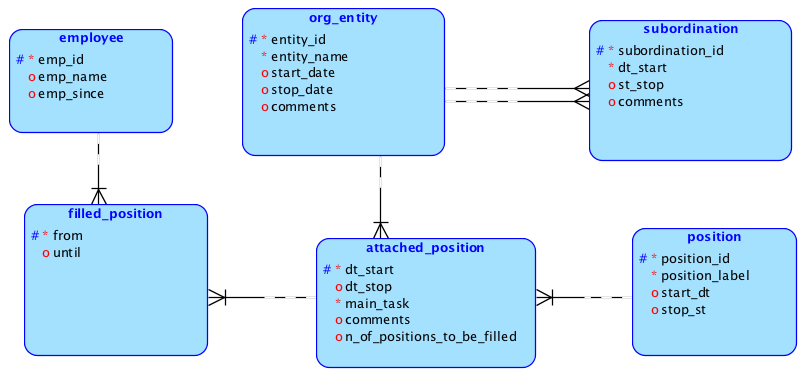 employee
# * emp_id
o emp_name
o emp_since
org_entity
# * entity_id
* entity_name
o start_date
o stop_date
o comments
subordination
# * subordination_id
* dt_start
o st_stop
o comments
filled_position
# * from
o until
attached_position
# * dt_start
o dt_stop
* main_task
o comments
o n_of_positions_to_be_filled
position
# * position_id
* position_label
o start_dt
o stop_st